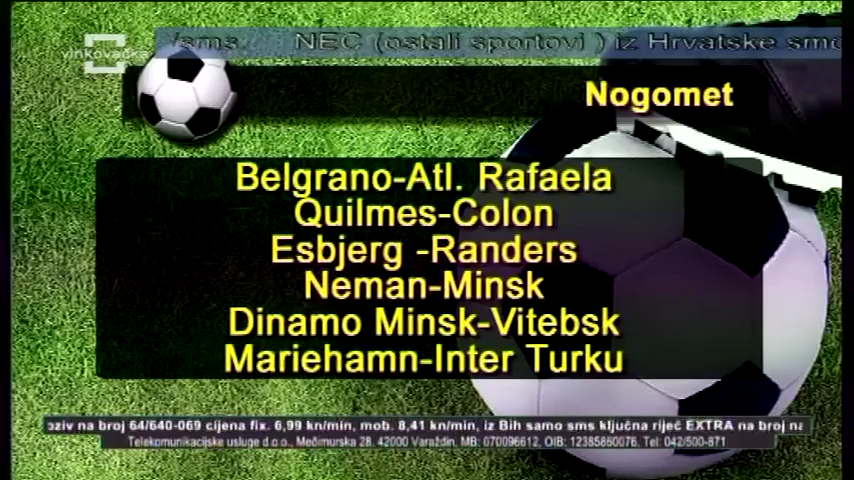 /sms. NEC (ostali sportovi ) iz Hrvatske
vinkovačka
Nogomet
Belgrano-Atl. Rafaela
Quilmes-Colon
Esbjerg -Randers
Neman-Minsk
Dinamo Minsk-Vitebsk
Mariehamn-Inter Turku
oziv na broj 64/640-069 cijena fix. 6,99 kn/min, mob. 8,41 kn/min, iz Bih samo sms ključna riječ EXTRA na broj na
Telekomunikacijske usluge d.o.o., Međimurska 28, 42000 Varaždin, MB: 070096612, OIB: 12385860076, Tel: 042/500-871